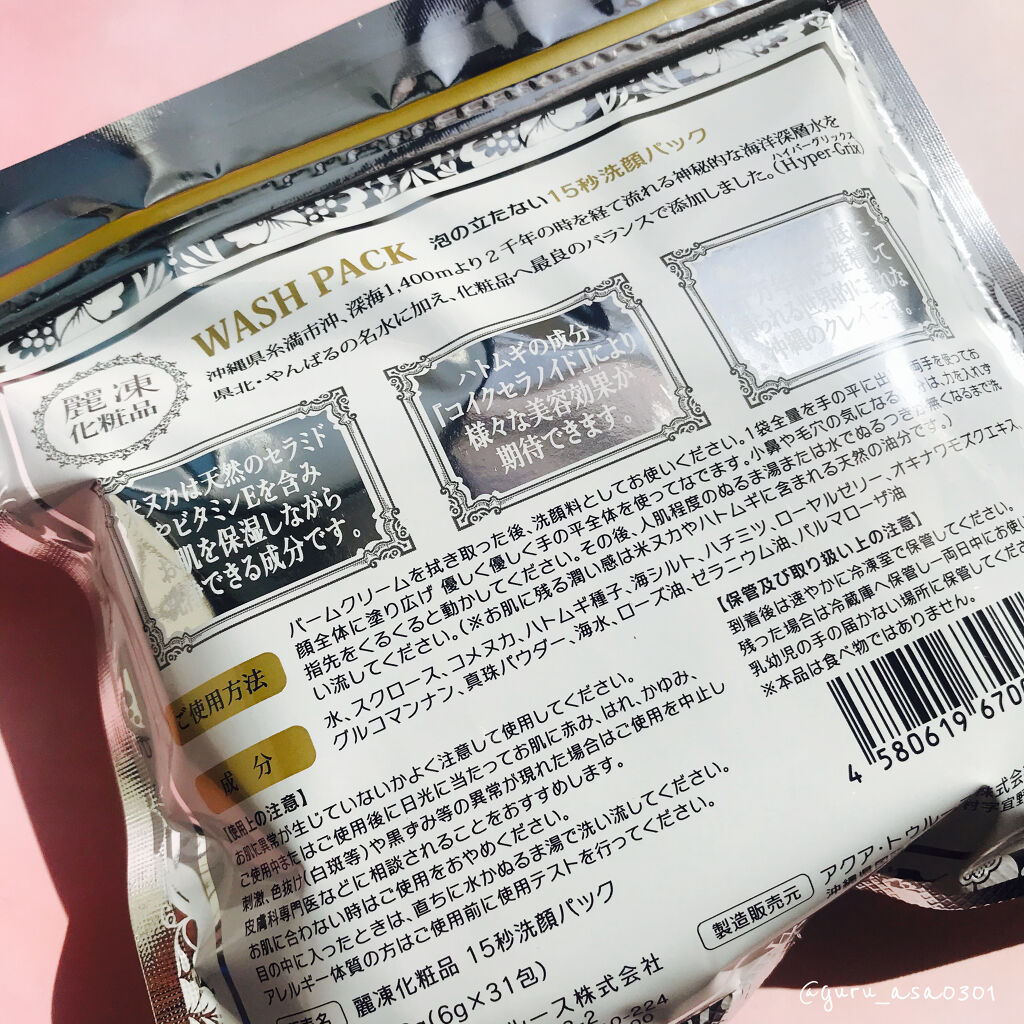 WASH PACK 泡の立たない15秒洗顔パック
沖縄県糸満市沖、深海1,400mより2千年の時を経て流れる神秘的な海洋深層水を
県北・やんばるの名水に加え、化粧品へ最良のバランスで添加しました。(Hyper-Grix)
ハイパーグリックス
麗凍
化粧品
米ヌカは天然のセラミド
やビタミンEを含み
肌を保湿しながら
できる成分です。
ハトムギの成分
「コイクセラノイド」により
様々な美容効果が
期待できます。
堆積して
られる世界的に
沖縄のクレイです。
ご使用方法
バームクリームを拭き取った後、洗顔料としてお使いください。1袋全量を手の平に出し、両手を使ってお
顔全体に塗り広げ 優しく優しく手の平全体を使ってなでます。小鼻や毛穴の気になる は、力を入れず
指先をくるくると動かしてください。その後、人肌程度のぬるま湯または水でぬるつきが無くなるまで洗
い流してください。(※お肌に残る潤い感は米ヌカやハトムギに含まれる天然の油分です。)
成分
水、スクロース、コメヌカ、ハトムギ種子、海シルト、ハチミツ、ローヤルゼリー、オキナワモズクエキス、
グルコマンナン、真珠パウダー、海水、ローズ油、ゼラニウム油、パルマローザ油
【使用上の注意】
お肌に異常が生じていないかよく注意して使用してください。
ご使用中またはご使用後に日光に当たってお肌に赤み、はれ、かゆみ、
刺激、色抜け(白斑等)や黒ずみ等の異常が現れた場合はご使用を中止し
皮膚科専門医などに相談されることをおすすめします。
お肌に合わない時はご使用をおやめください。
目の中に入ったときは、直ちに水かぬるま湯で洗い流してください。
アレルギー体質の方はご使用前に使用テストを行ってください。
【保管及び取り扱い上の注意】
到着後は速やかに冷凍室で保管してください。
残った場合は冷蔵庫へ保管し一両日中にお使
乳幼児の手の届かない場所に保管してくださ
※本品は食べ物ではありません。
4 580619 670
麗凍化粧品 15秒洗顔パック
(6g×31包)
製造販売元
アクア・トゥルー
株式会
ルース株式会社
@guru_asa0301